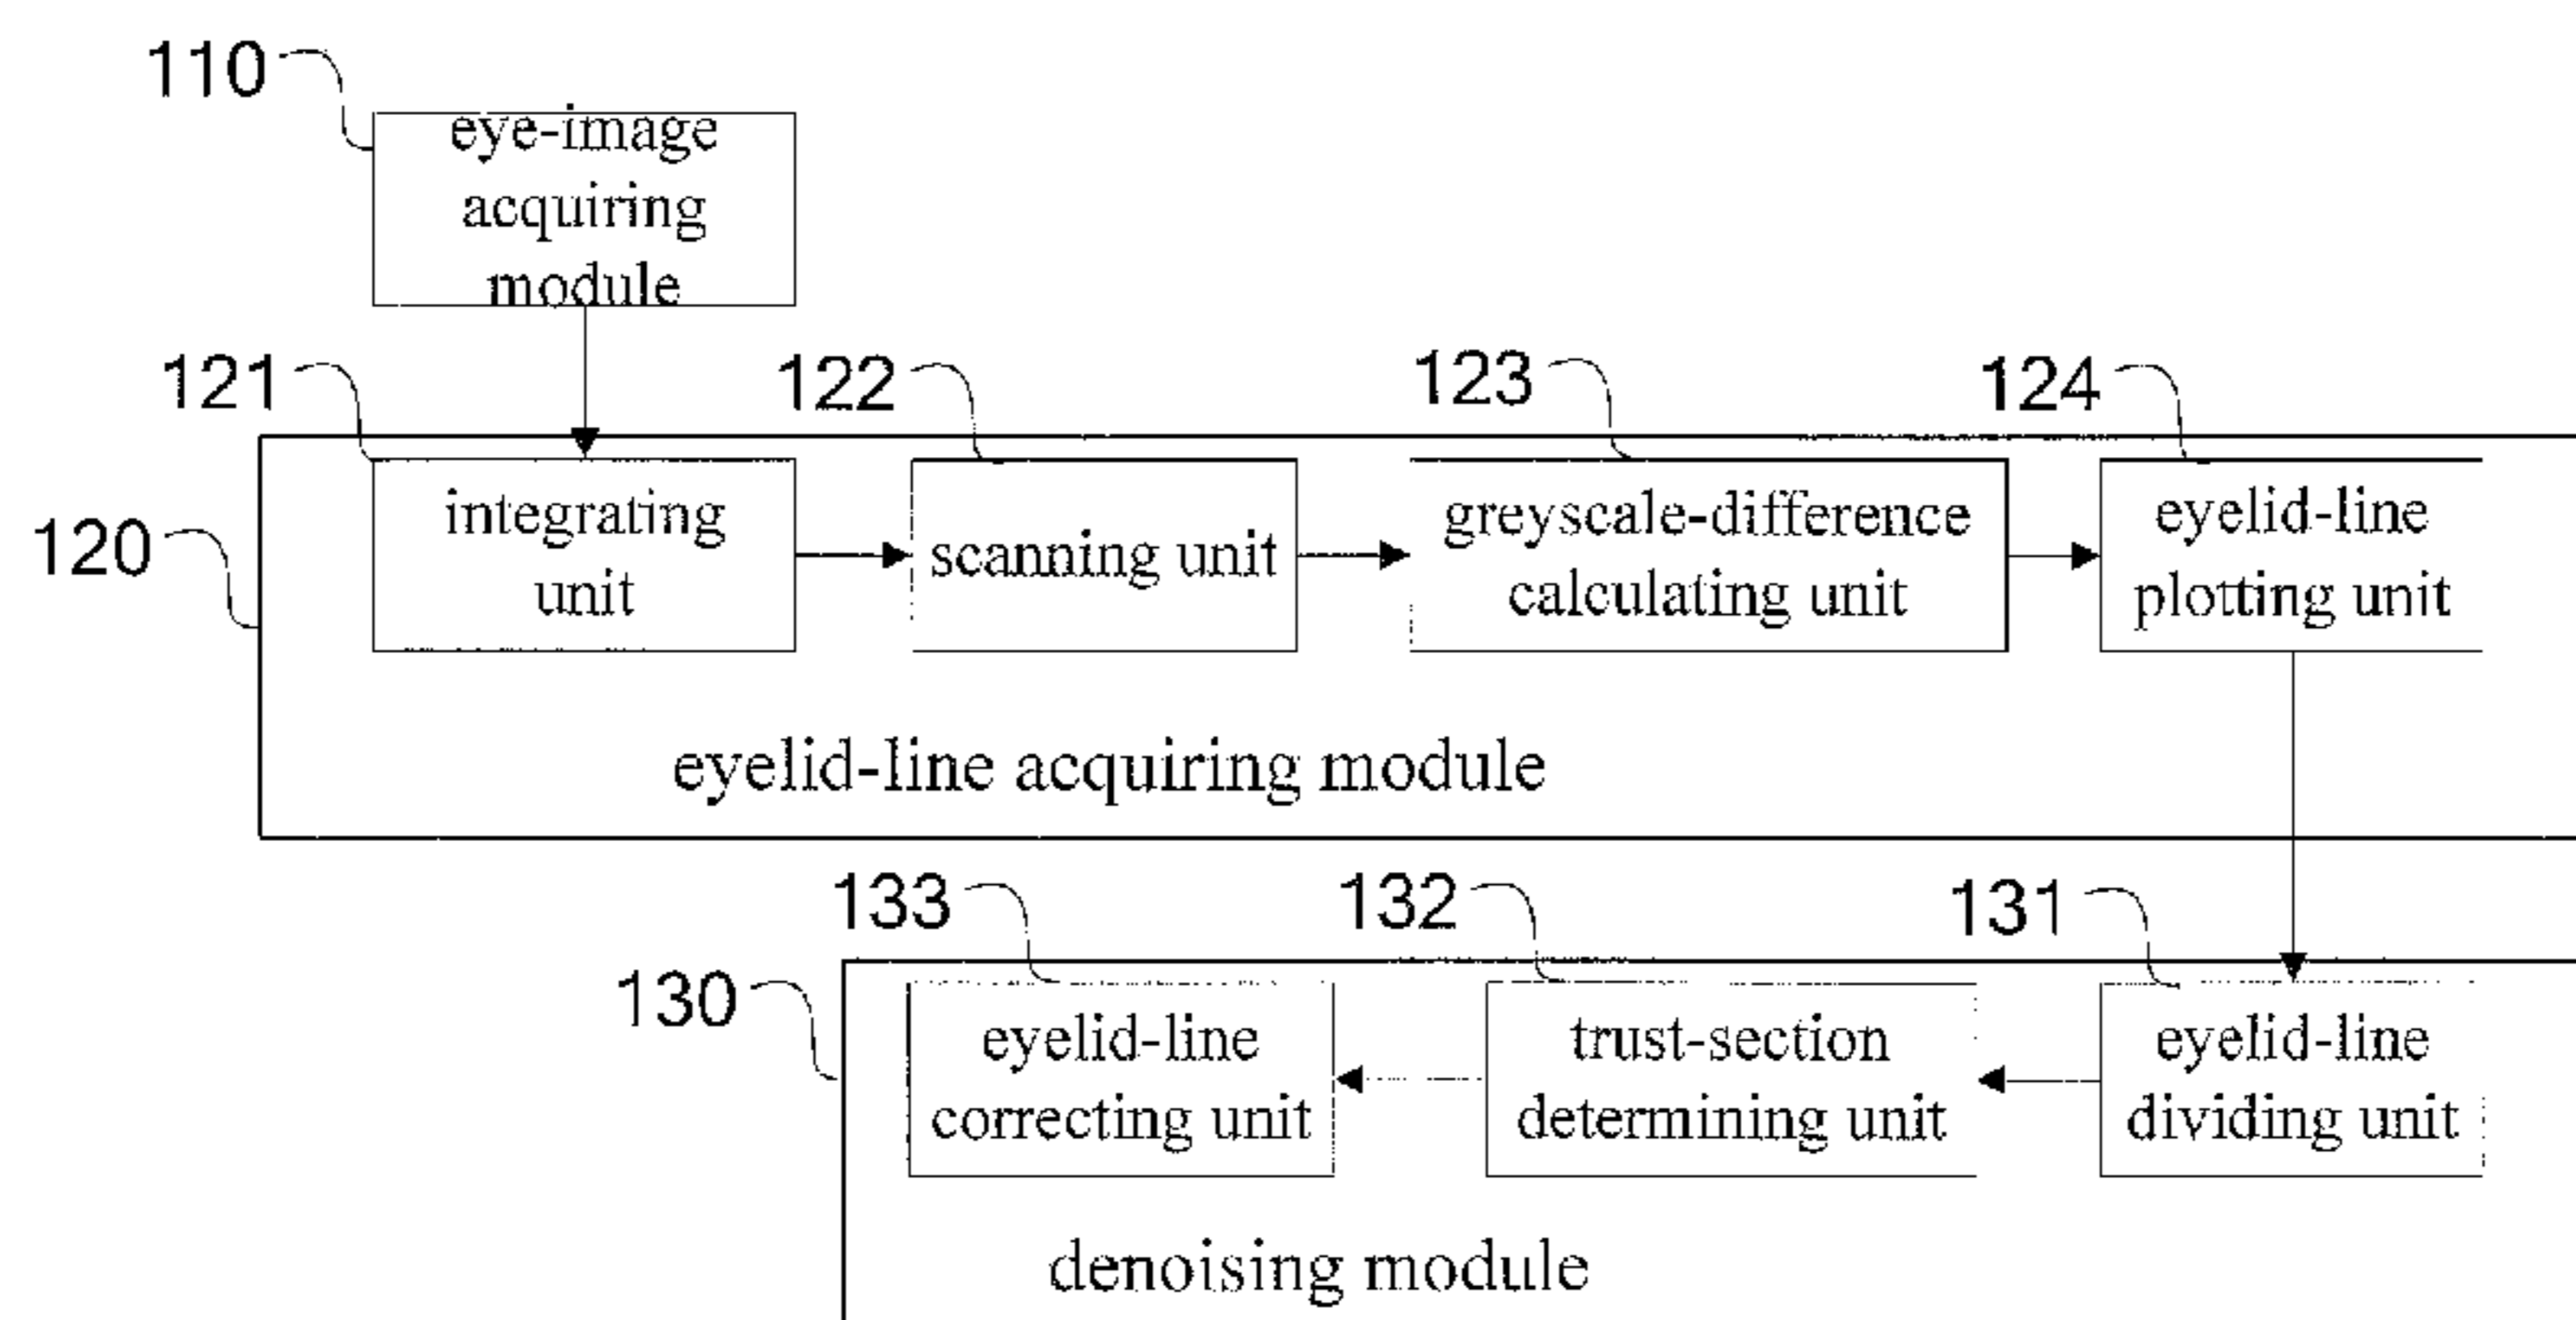 110
eye-image
acquiring
module
121
122
123
124
120
integrating
unit
scanning unit
greyscale-difference
calculating unit
eyelid-line
plotting unit
eyelid-line acquiring module
133
132
131
130
eyelid-line
correcting unit
trust-section
determining unit
eyelid-line
dividing unit
denoising module